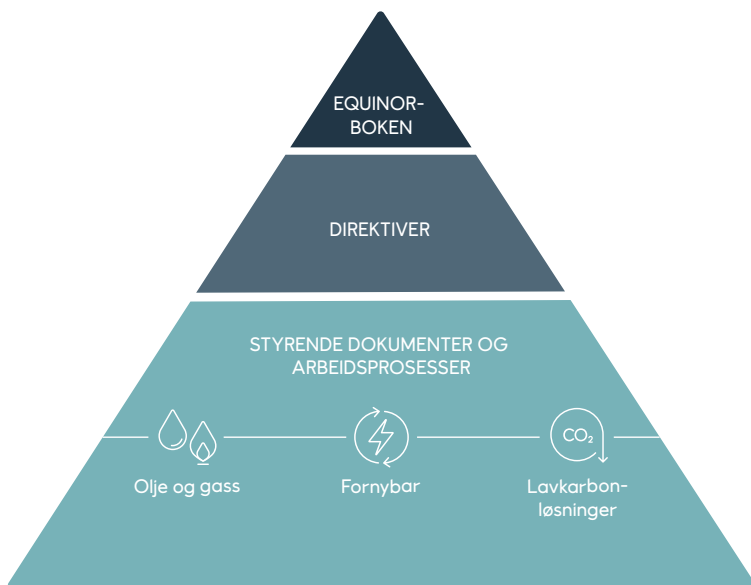 EQUINOR-
BOKEN
DIREKTIVER
STYRENDE DOKUMENTER OG
ARBEIDSPROSESSER
CO₂
Olje og gass
Fornybar
Lavkarbon-
løsninger